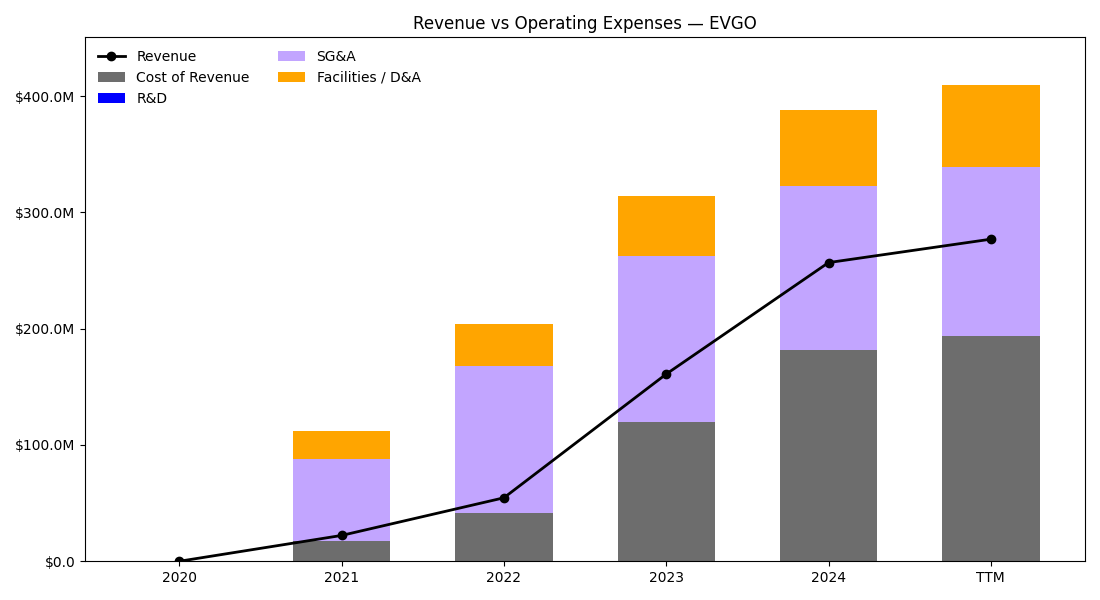 Revenue vs Operating Expenses — EVGO
Revenue
Cost of Revenue
R&D
SG&A
Facilities / D&A
$400.0M
$300.0M
$200.0M
$100.0M
$0.0
2020 2021 2022 2023 2024 TTM